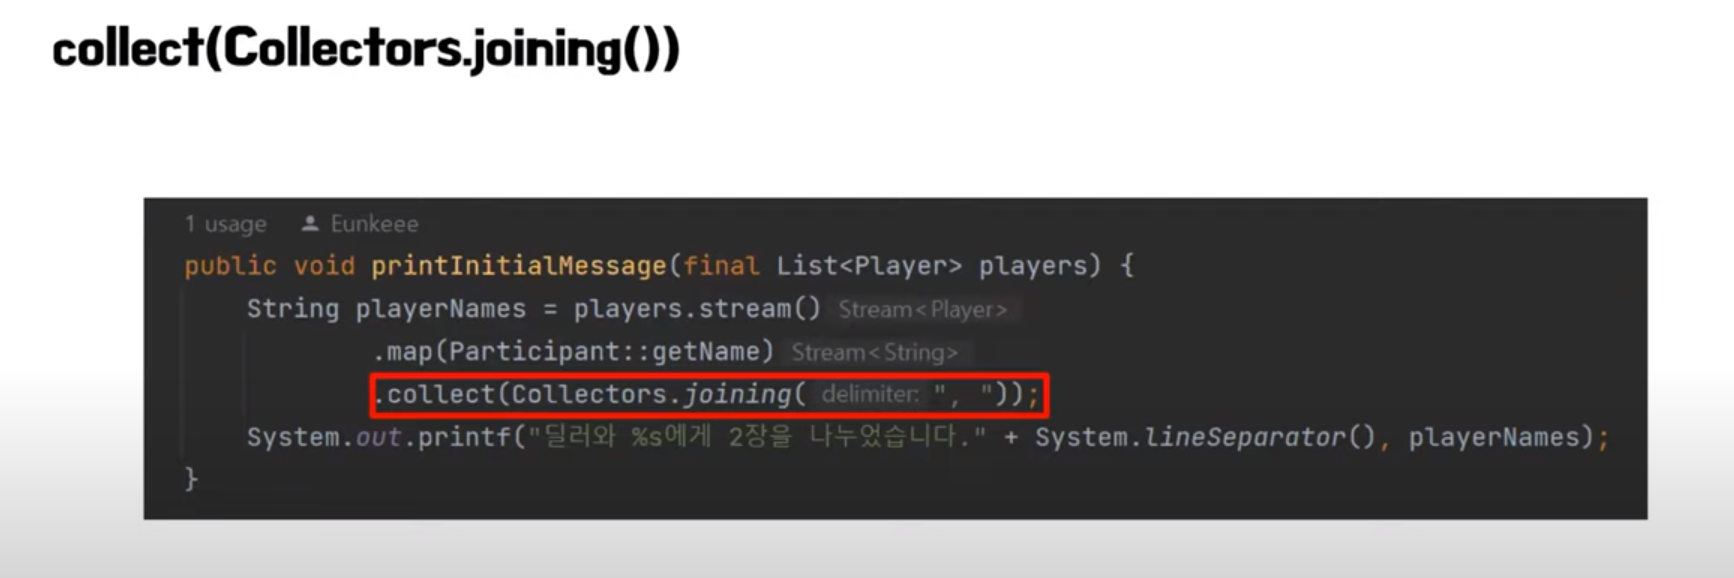 collect(Collectors.joining())
1 usage Eunkeee
public void printInitialMessage(final List<Player> players) {
String playerNames = players.stream() Stream<Player>
.map(Participant::getName) Stream<String>
.collect(Collectors.joining( delimiter: ", "));
System.out.printf("딜러와 %s에게 2장을 나누었습니다." + System.lineSeparator(), playerNames);
}